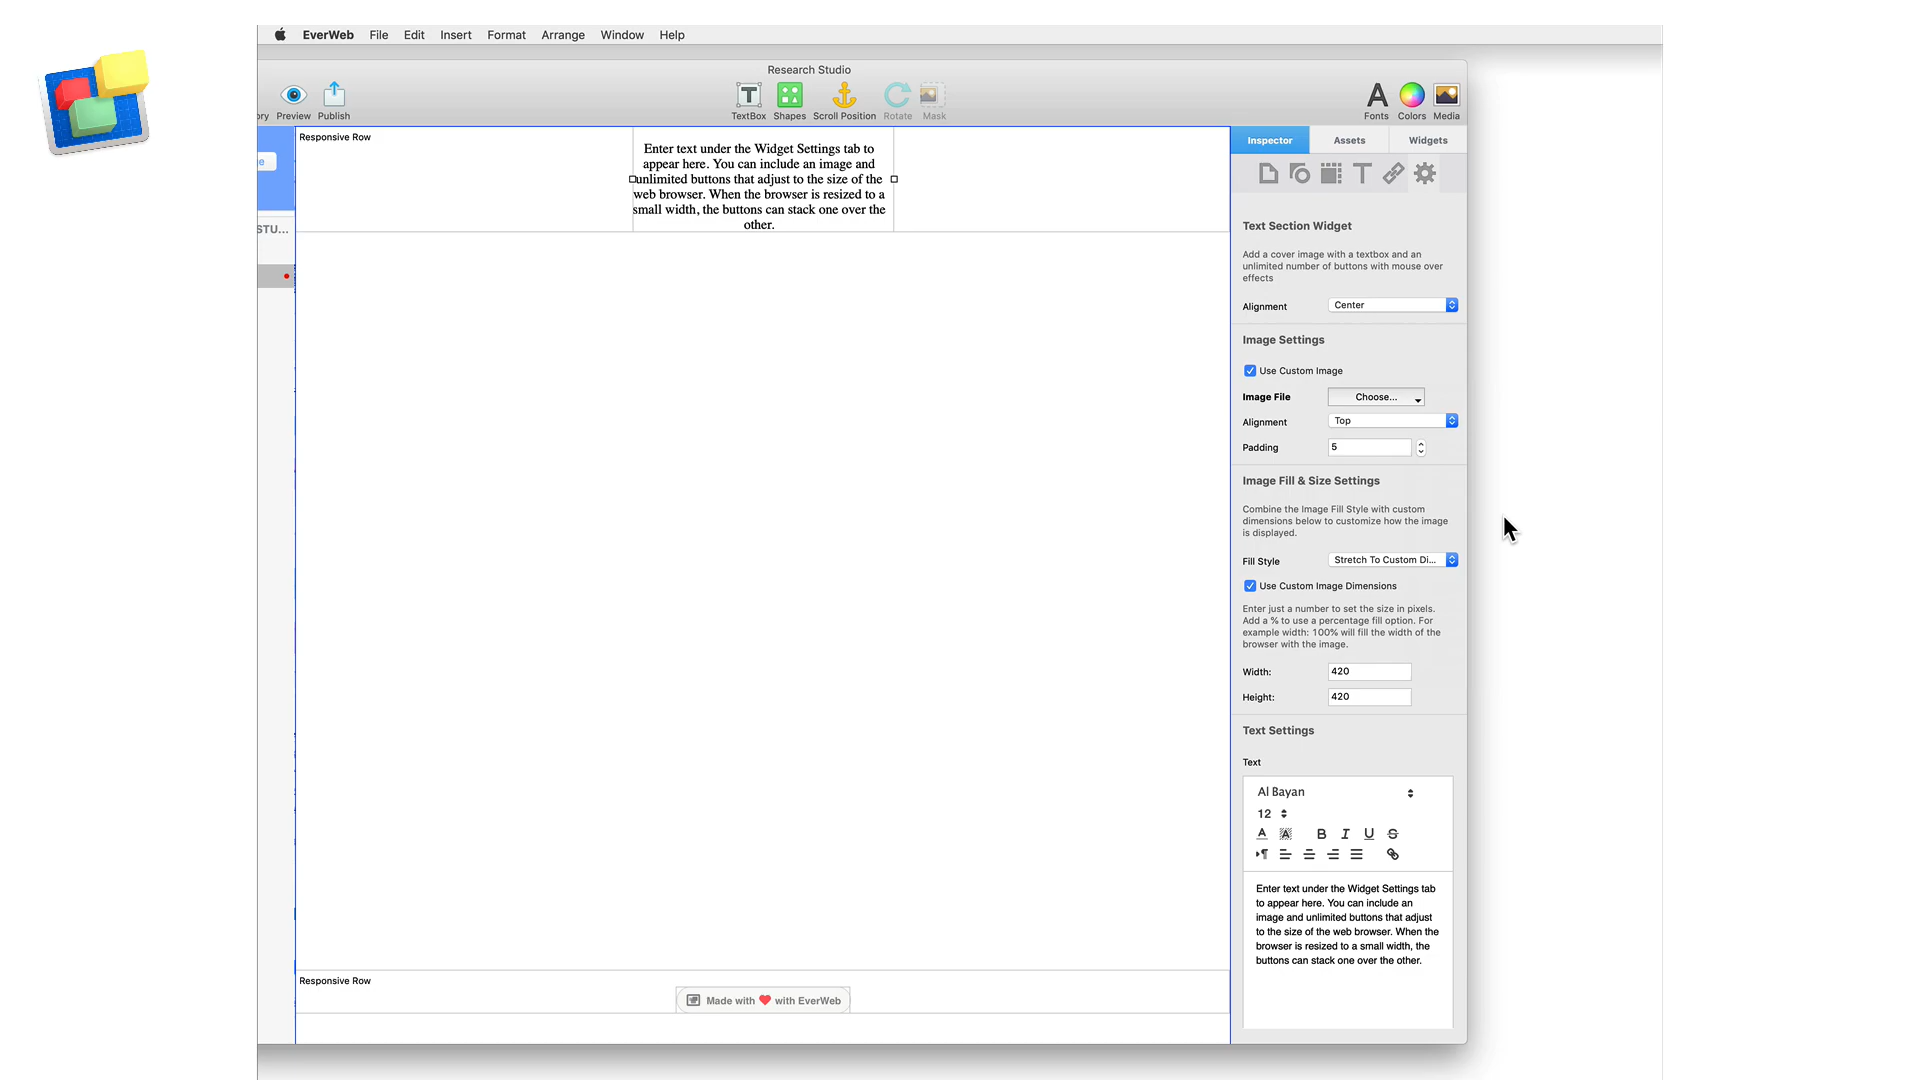 EverWeb File Edit Insert Format Arrange Window Help
Research Studio
ry Preview Publish TextBox Shapes Scroll Position Rotate Mask Fonts Colors Media
Responsive Row
Enter text under the Widget Settings tab to
appear here. You can include an image and
unlimited buttons that adjust to the size of the
web browser. When the browser is resized to a
small width, the buttons can stack one over the
other.
e
STU...
Responsive Row
Made with ❤ with EverWeb
Inspector Assets Widgets
Text Section Widget
Add a cover image with a textbox and an
unlimited number of buttons with mouse over
effects
Alignment Center
Image Settings
Use Custom Image
Image File Choose...
Alignment Top
Padding 5
Image Fill & Size Settings
Combine the Image Fill Style with custom
dimensions below to customize how the image
is displayed.
Fill Style Stretch To Custom Di...
Use Custom Image Dimensions
Enter just a number to set the size in pixels.
Add a % to use a percentage fill option. For
example width: 100% will fill the width of the
browser with the image.
Width: 420
Height: 420
Text Settings
Text
Al Bayan
12
A A B I U S
Enter text under the Widget Settings tab
to appear here. You can include an
image and unlimited buttons that adjust
to the size of the web browser. When the
browser is resized to a small width, the
buttons can stack one over the other.